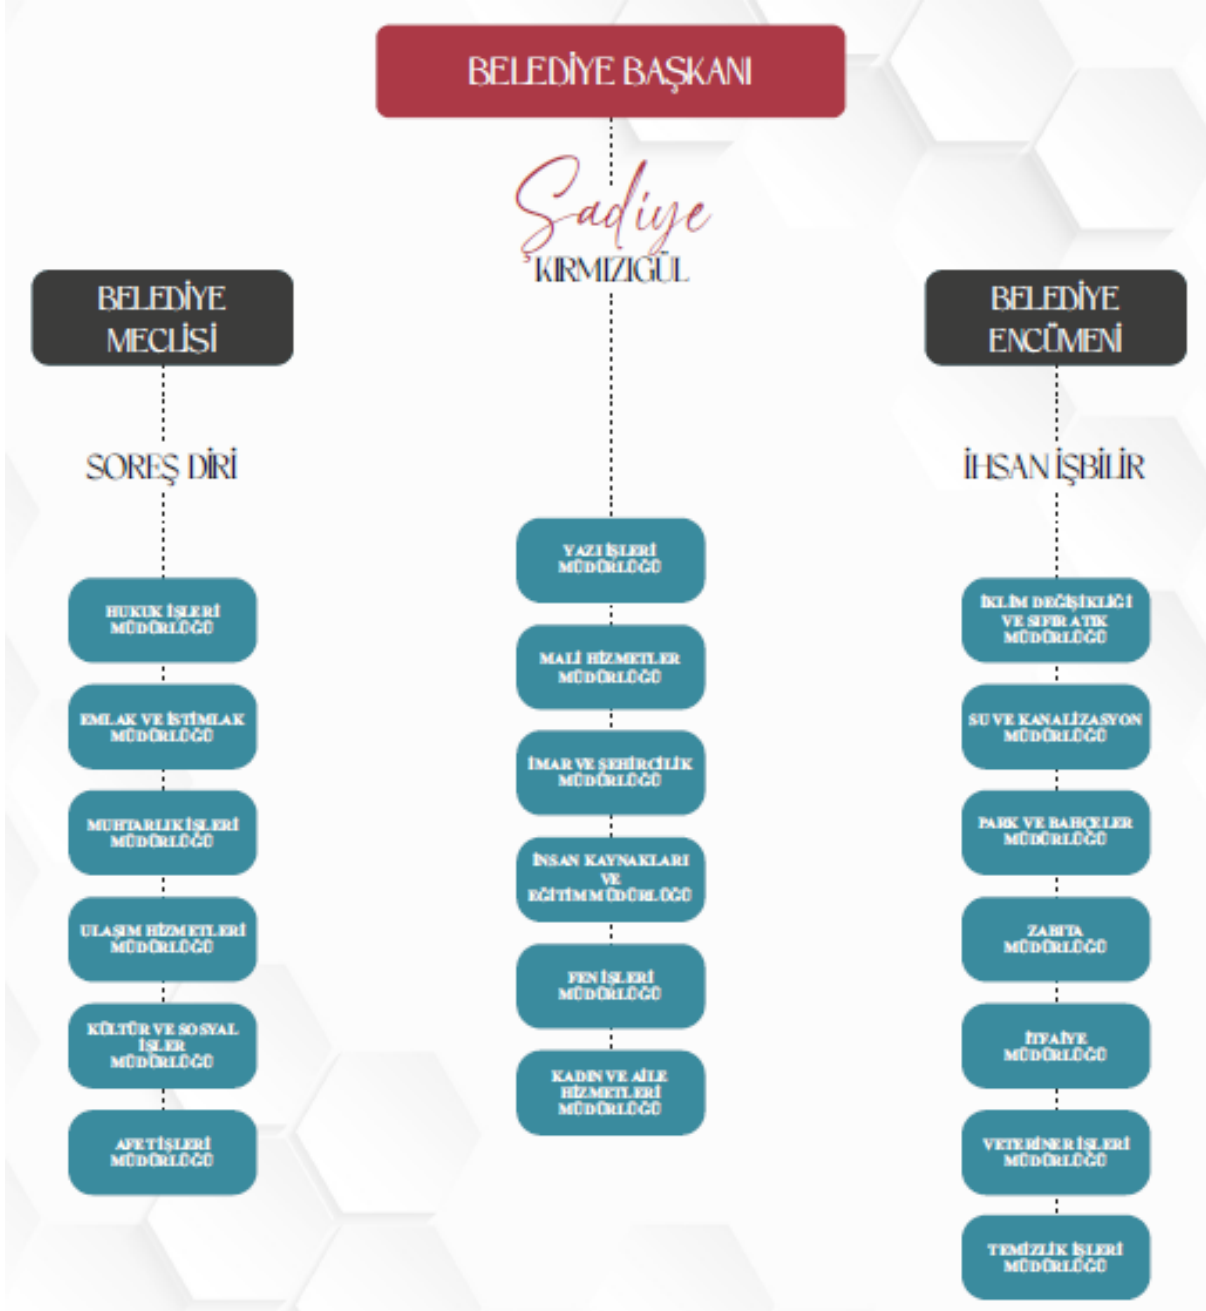 BELEDİYE BAŞKANI
Sadiye
KIRMIZIGÜL
BELEDİYE
MECLİSİ
SOREŞ DİRİ
HUKUK İŞLERİ
MÜDÜRLÜĞÜ
EMLAK VE İSTİMLAK
MÜDÜRLÜĞÜ
MUHTARLIK İŞLERİ
MÜDÜRLÜĞÜ
ULAŞIM HİZMETLERİ
MÜDÜRLÜĞÜ
KÜLTÜR VE SOSYAL
İŞLER
MÜDÜRLÜĞÜ
AFET İŞLERİ
MÜDÜRLÜĞÜ
YAZI İŞLERİ
MÜDÜRLÜĞÜ
MALİ HİZMETLER
MÜDÜRLÜĞÜ
İMAR VE ŞEHİRCİLİK
MÜDÜRLÜĞÜ
İNSAN KAYNAKLARI
VE
EĞİTİM MÜDÜRLÜĞÜ
FEN İŞLERİ
MÜDÜRLÜĞÜ
KADIN VE AİLE
HİZMETLERİ
MÜDÜRLÜĞÜ
BELEDİYE
ENCÜMENİ
İHSAN İŞBİLİR
İKLİM DEĞİŞİKLİĞİ
VE SIFIR ATIK
MÜDÜRLÜĞÜ
SU VE KANALİZASYON
MÜDÜRLÜĞÜ
PARK VE BAHÇELER
MÜDÜRLÜĞÜ
ZABITA
MÜDÜRLÜĞÜ
İTFAİYE
MÜDÜRLÜĞÜ
VETERİNER İŞLERİ
MÜDÜRLÜĞÜ
TEMİZLİK İŞLERİ
MÜDÜRLÜĞÜ